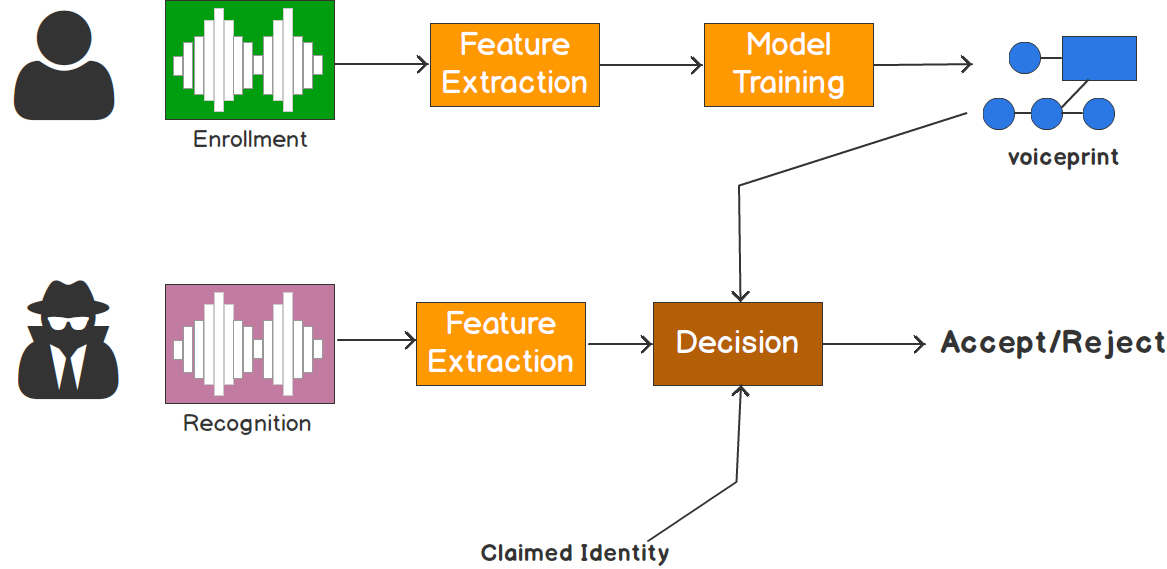 Feature
Extraction
Model
Training
Enrollment
voiceprint
Feature
Extraction
Decision
Accept/Reject
Recognition
Claimed Identity